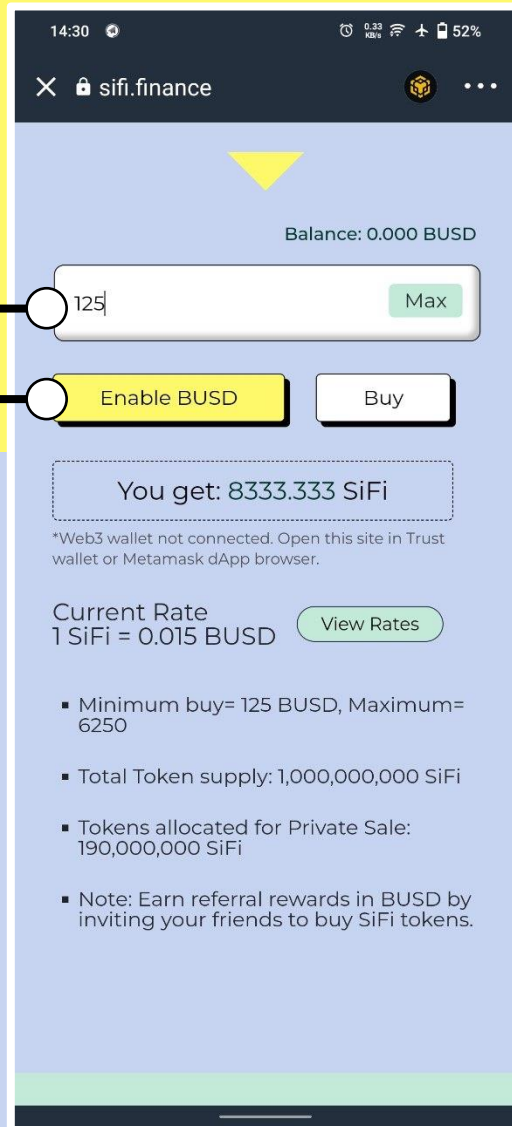 14:30
0.33 KB/s 52%
sifi.finance
Balance: 0.000 BUSD
125 Max
Enable BUSD Buy
You get: 8333.333 SiFi
*Web3 wallet not connected. Open this site in Trust
wallet or Metamask dApp browser.
Current Rate
1 SiFi = 0.015 BUSD View Rates
▪ Minimum buy= 125 BUSD, Maximum=
6250
▪ Total Token supply: 1,000,000,000 SiFi
▪ Tokens allocated for Private Sale:
190,000,000 SiFi
▪ Note: Earn referral rewards in BUSD by
inviting your friends to buy SiFi tokens.